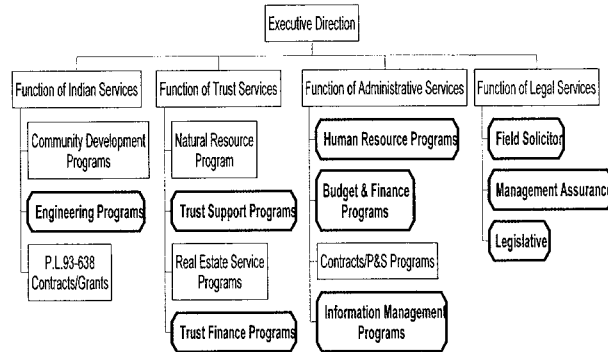 Executive Direction
Function of Indian Services
Function of Trust Services
Function of Administrative Services
Function of Legal Services
Community Development
Programs
Engineering Programs
P.L.93-638
Contracts/Grants
Natural Resource
Program
Trust Support Programs
Real Estate Service
Programs
Trust Finance Programs
Human Resource Programs
Budget & Finance
Programs
Contracts/P&S Programs
Information Management
Programs
Field Solicitor
Management Assurance
Legislative